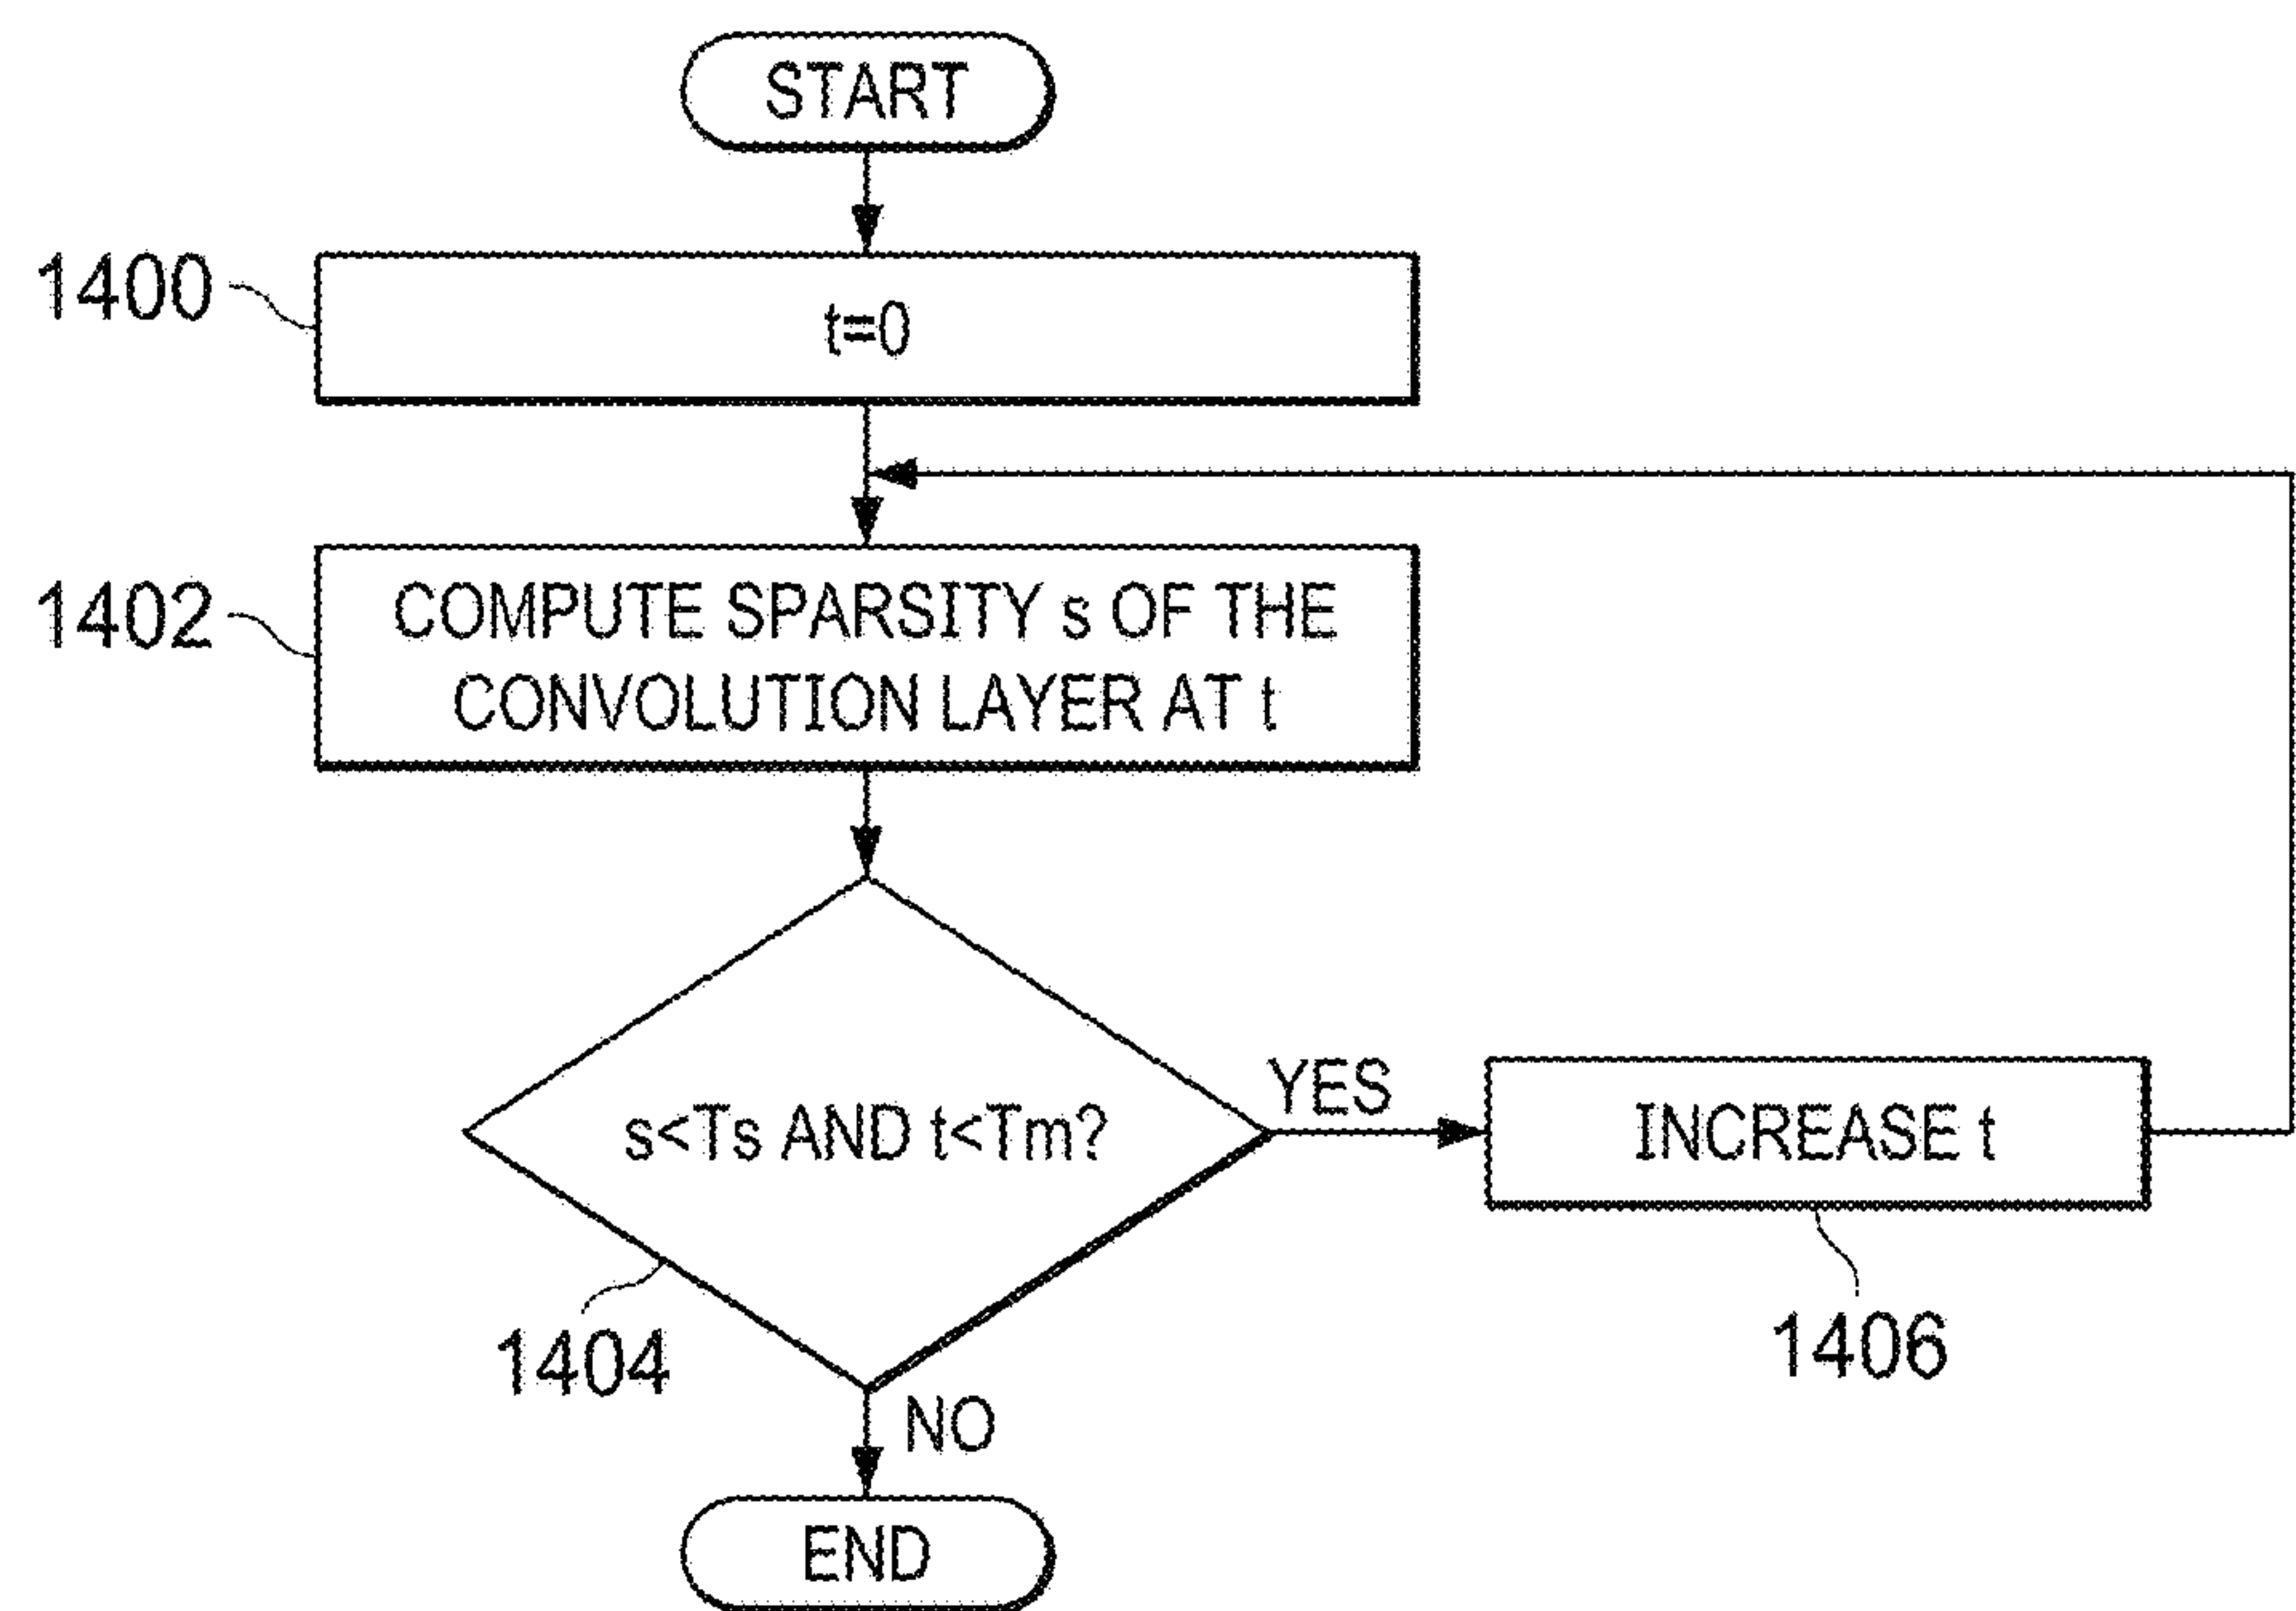 START
1400
t=0
1402
COMPUTE SPARSITY s OF THE
CONVOLUTION LAYER AT t
s<Ts AND t<Tm?
YES
INCREASE t
1404
1406
NO
END